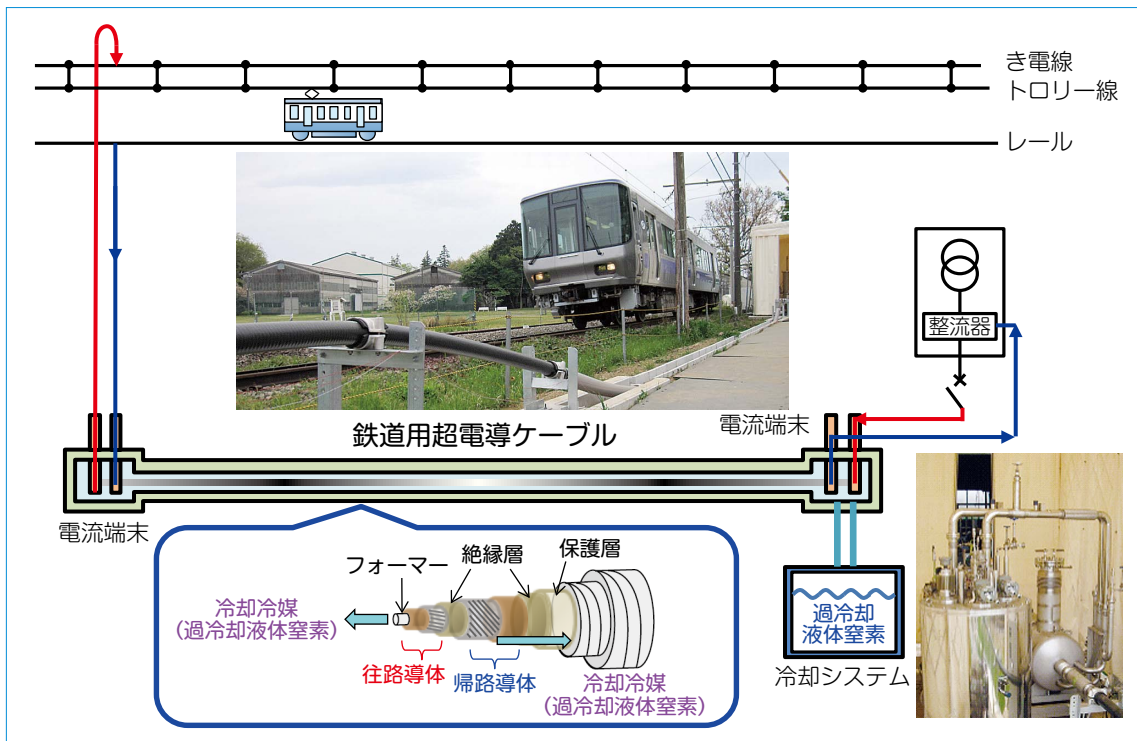 き電線
トロリー線
レール
整流器
鉄道用超電導ケーブル
電流端末
電流端末
フォーマー
絶縁層
保護層
冷却冷媒
(過冷却液体窒素)
往路導体
帰路導体
冷却冷媒
(過冷却液体窒素)
過冷却
液体窒素
冷却システム